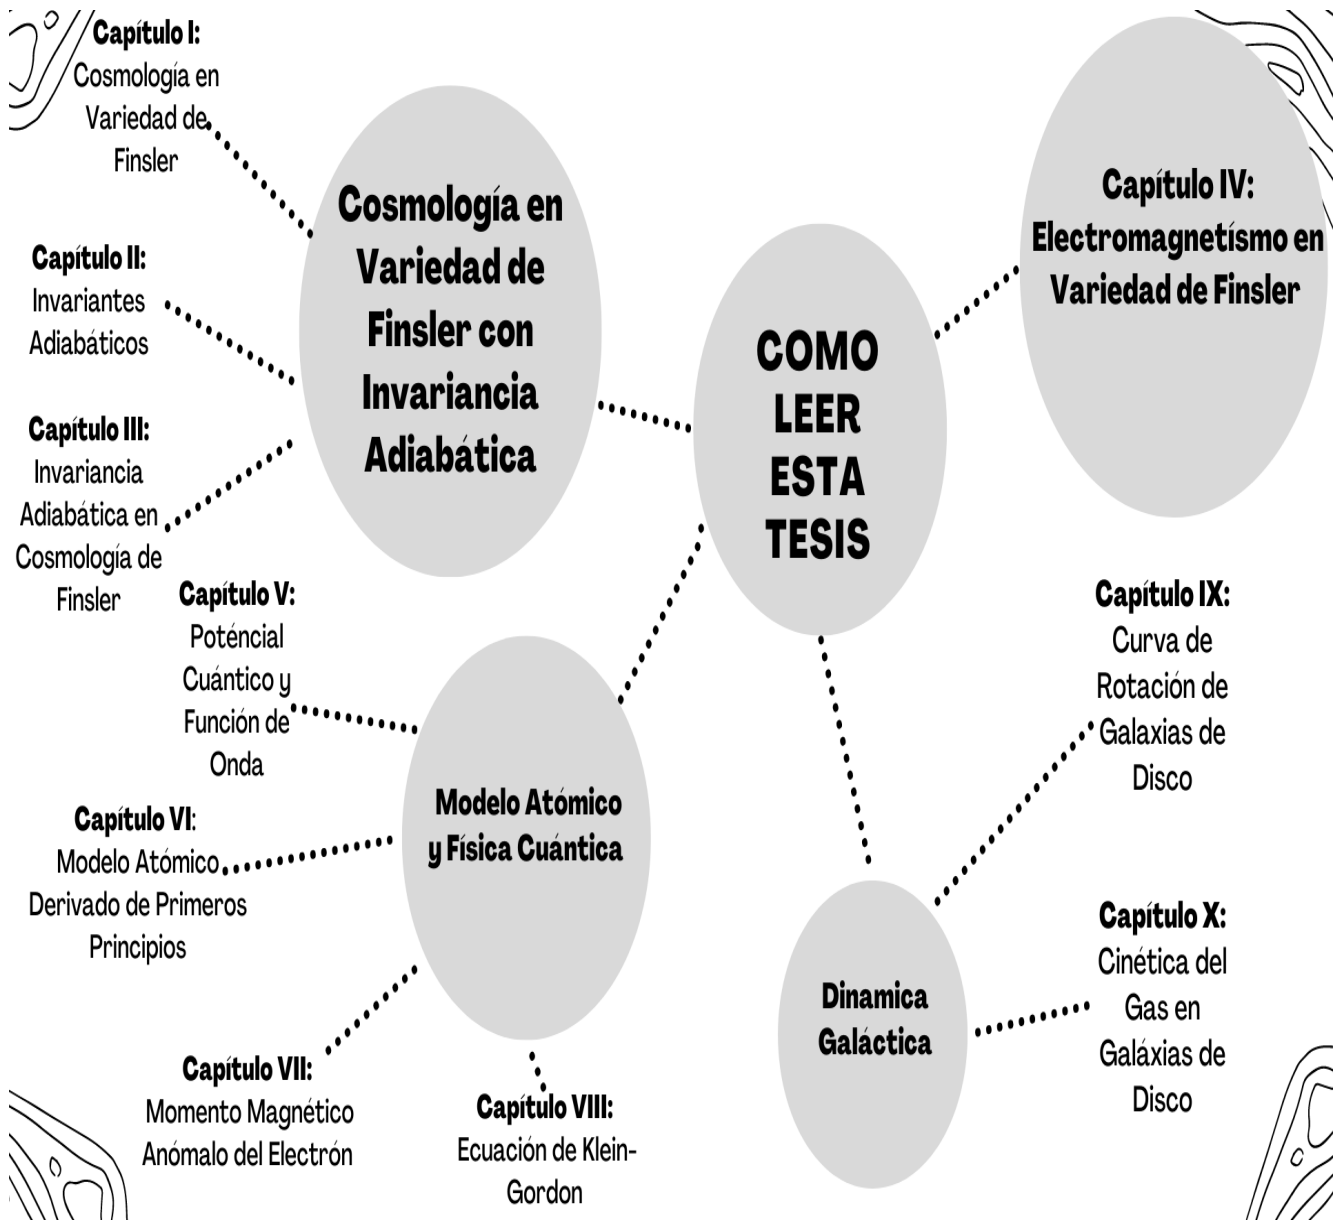 Capítulo I:
Cosmología en
Variedad de
Finsler
Capítulo II:
Invariantes
Adiabáticos
Capítulo III:
Invariancia
Adiabática en
Cosmología de
Finsler
Cosmología en
Variedad de
Finsler con
Invariancia
Adiabática
COMO
LEER
ESTA
TESIS
Capítulo IV:
Electromagnetísmo en
Variedad de Finsler
Capítulo V:
Poténcial
Cuántico y
Función de
Onda
Capítulo VI:
Modelo Atómico
Derivado de Primeros
Principios
Capítulo VII:
Momento Magnético
Anómalo del Electrón
Capítulo VIII:
Ecuación de Klein-
Gordon
Modelo Atómico
y Física Cuántica
Dinamica
Galáctica
Capítulo IX:
Curva de
Rotación de
Galaxias de
Disco
Capítulo X:
Cinética del
Gas en
Galáxias de
Disco